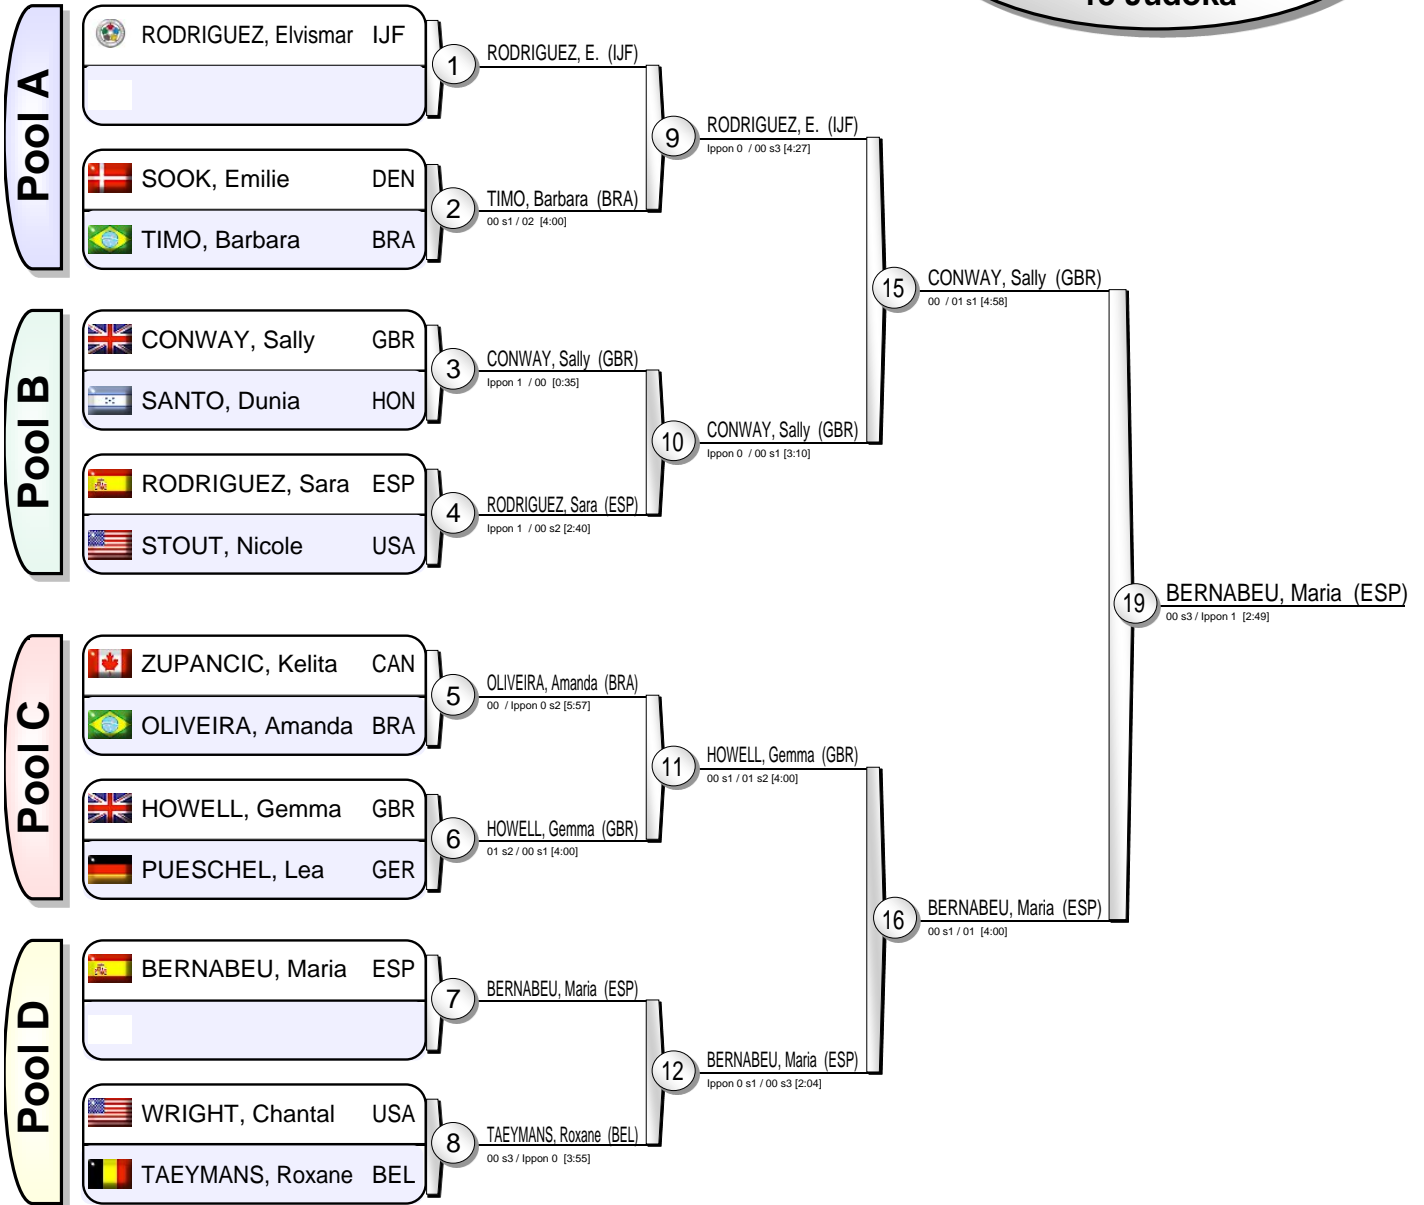 Judoka
Pool A
RODRIGUEZ, Elvismar IJF
SOOK, Emilie DEN
TIMO, Barbara BRA
Pool B
CONWAY, Sally GBR
SANTO, Dunia HON
RODRIGUEZ, Sara ESP
STOUT, Nicole USA
Pool C
ZUPANCIC, Kelita CAN
OLIVEIRA, Amanda BRA
HOWELL, Gemma GBR
PUESCHEL, Lea GER
Pool D
BERNABEU, Maria ESP
WRIGHT, Chantal USA
TAEYMANS, Roxane BEL
1
RODRIGUEZ, E. (IJF)
2
TIMO, Barbara (BRA)
00 s1 / 02 [4:00]
3
CONWAY, Sally (GBR)
Ippon 1 / 00 [0:35]
4
RODRIGUEZ, Sara (ESP)
Ippon 1 / 00 s2 [2:40]
5
OLIVEIRA, Amanda (BRA)
00 / Ippon 0 s2 [5:57]
6
HOWELL, Gemma (GBR)
01 s2 / 00 s1 [4:00]
7
BERNABEU, Maria (ESP)
8
TAEYMANS, Roxane (BEL)
00 s3 / Ippon 0 [3:55]
9
RODRIGUEZ, E. (IJF)
Ippon 0 / 00 s3 [4:27]
10
CONWAY, Sally (GBR)
Ippon 0 / 00 s1 [3:10]
11
HOWELL, Gemma (GBR)
00 s1 / 01 s2 [4:00]
12
BERNABEU, Maria (ESP)
Ippon 0 s1 / 00 s3 [2:04]
15
CONWAY, Sally (GBR)
00 / 01 s1 [4:58]
16
BERNABEU, Maria (ESP)
00 s1 / 01 [4:00]
19
BERNABEU, Maria (ESP)
00 s3 / Ippon 1 [2:49]